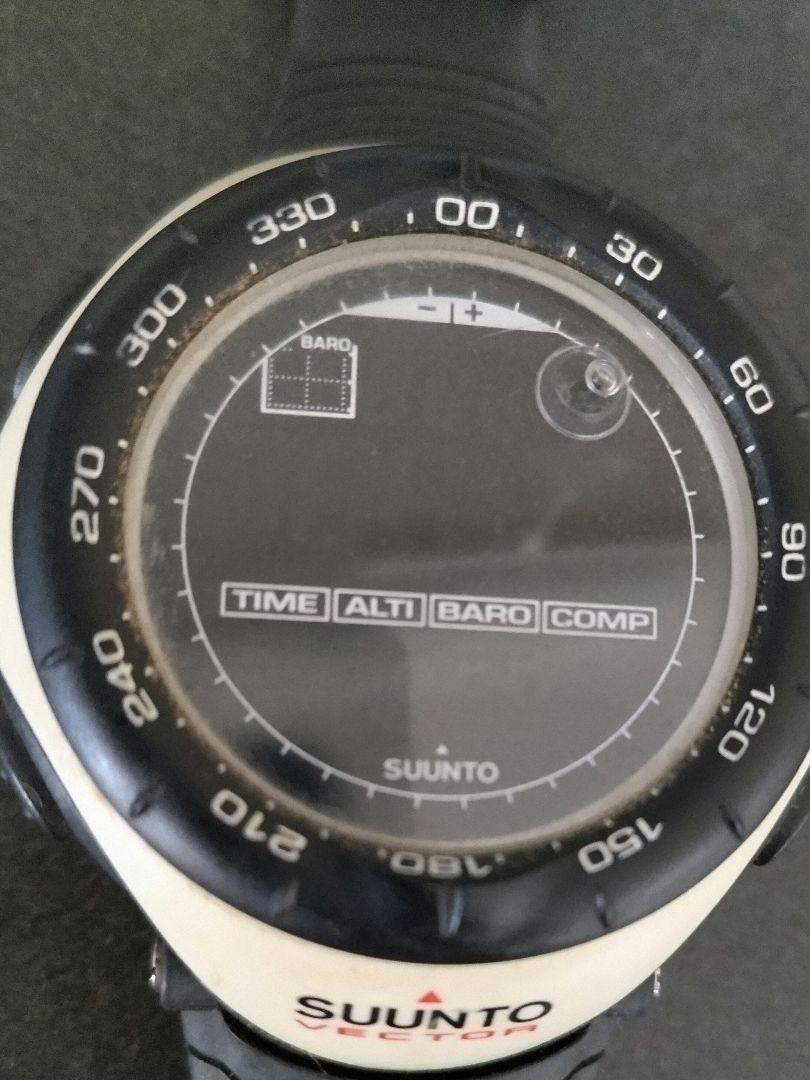 00
30
60
90
120
150
180
210
240
270
300
330
- +
BARO
TIME ALTI BARO COMP
SUUNTO
SUUNTO
VECTOR